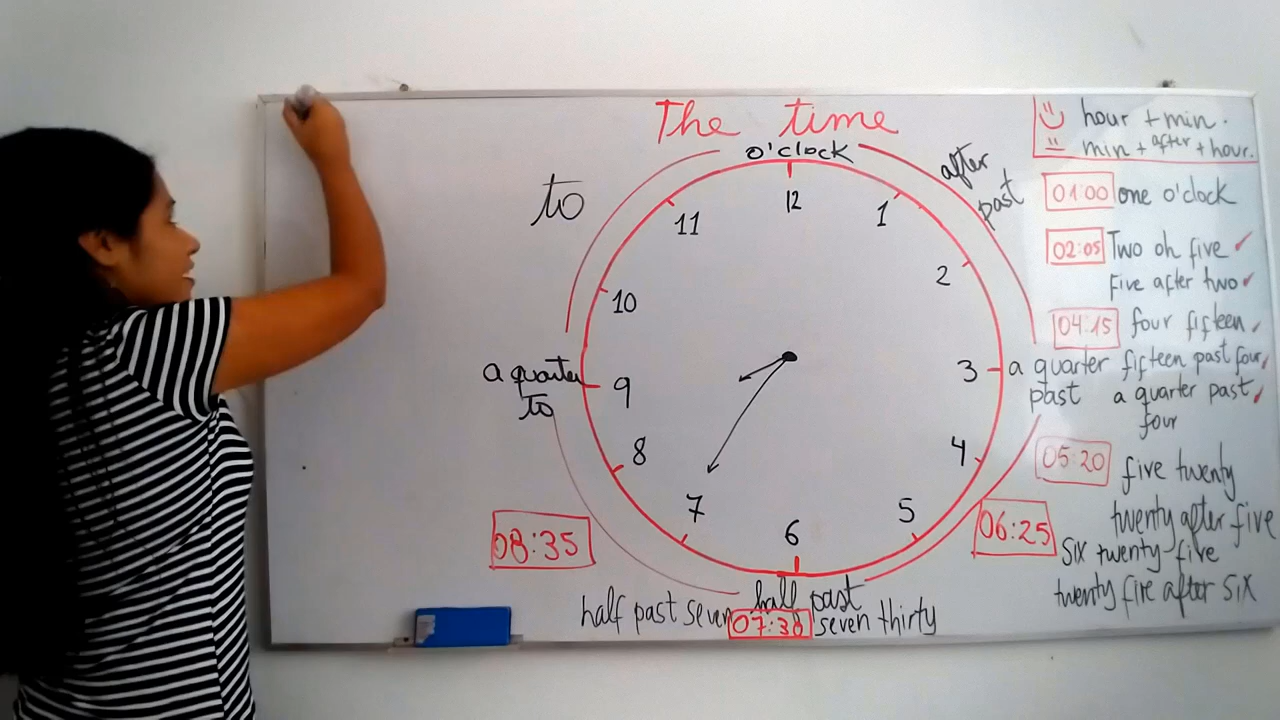 The time
hour + min.
min + after + hour.
o'clock
after
past
to
12
1
2
3
4
5
6
7
8
9
10
11
a quarter
past
half past
a quarter
to
01:00 one o'clock
02:05 Two oh five
five after two
04:15 four fifteen
fifteen past four
a quarter past
four
05:20 five twenty
twenty after five
06:25
six twenty-five
twenty five after six
half past seven 07:30 seven thirty
08:35